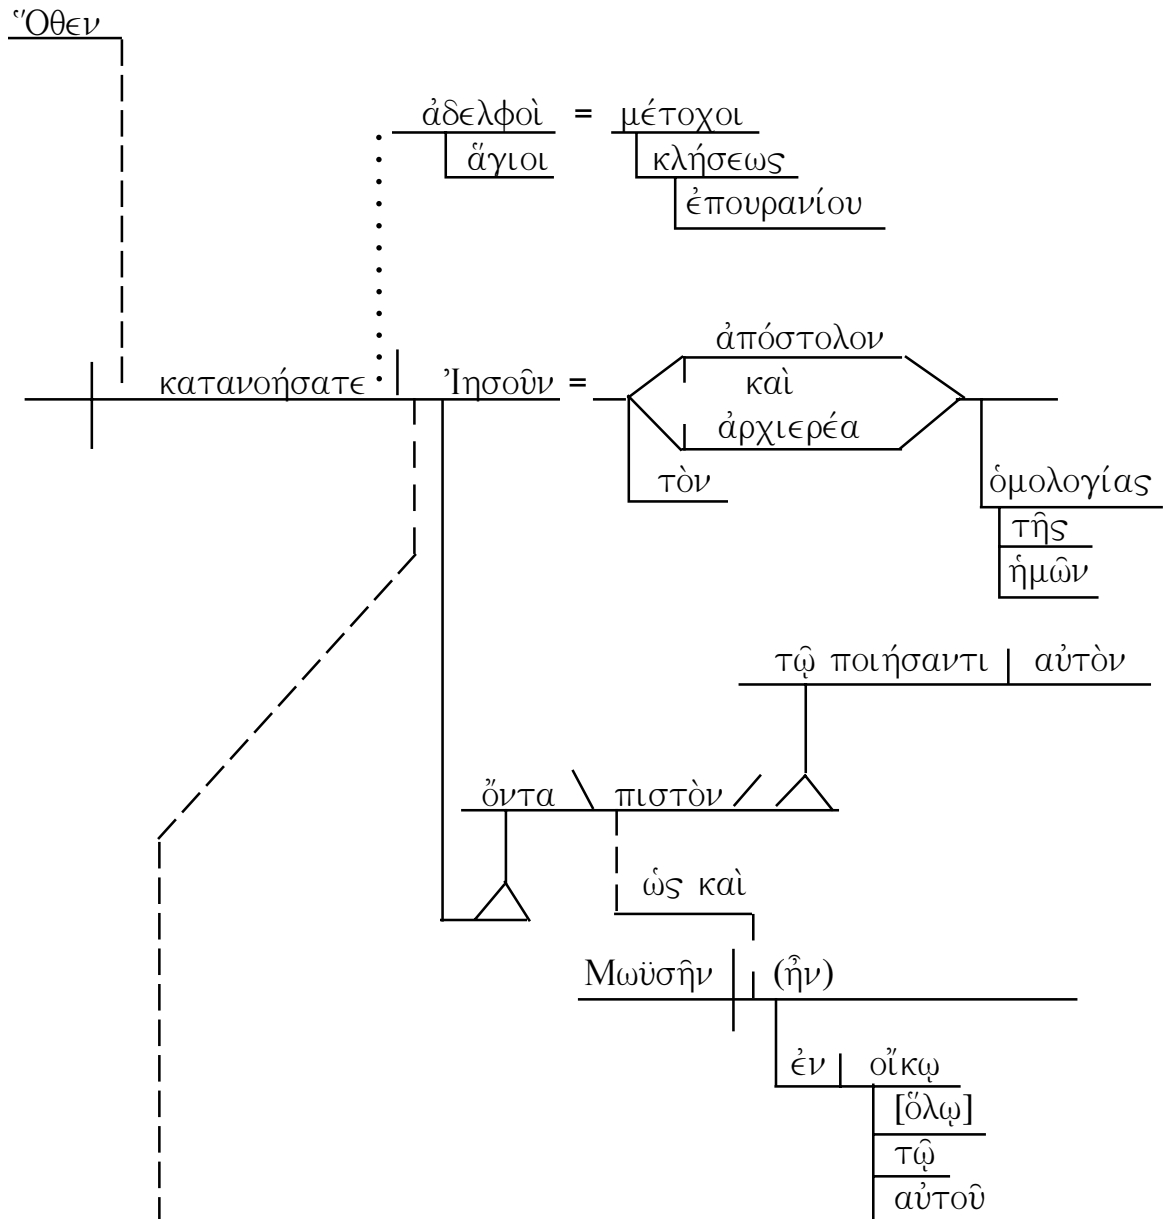 Ὅθεν
ἀδελφοὶ = μέτοχοι
ἅγιοι κλήσεως
ἐπουρανίου
ἀπόστολον
κατανοήσατε Ἰησοῦν = καὶ
ἀρχιερέα
τὸν ὁμολογίας
τῆς
ἡμῶν
τῷ ποιήσαντι αὐτὸν
ὄντα πιστὸν
ὡς καὶ
Μωϋσῆν (ἦν)
ἐν οἴκῳ
[ὅλῳ]
τῷ
αὐτοῦ